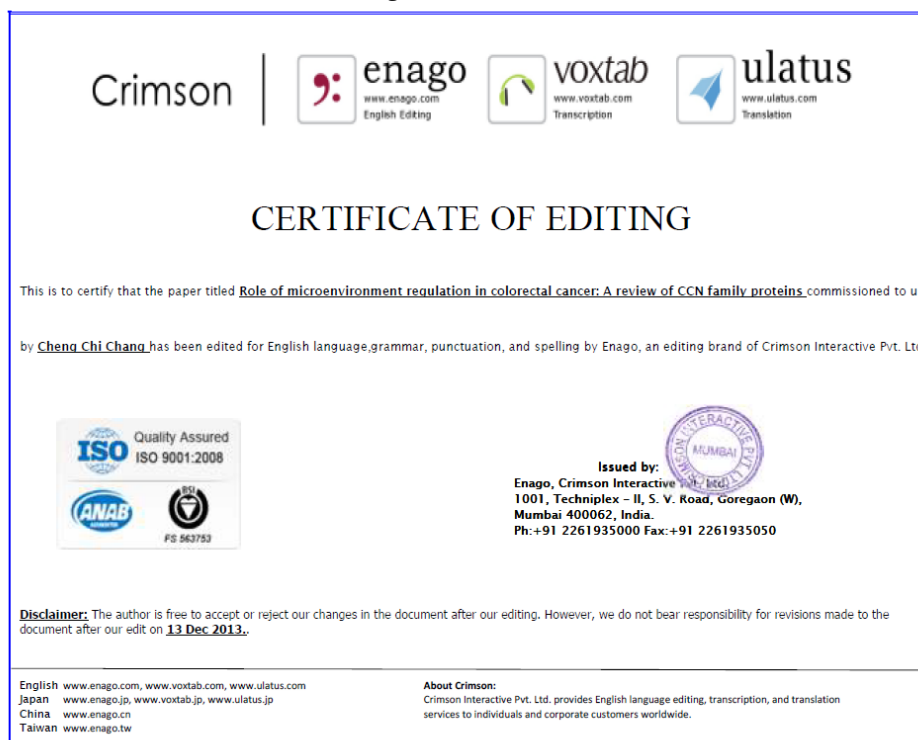 Crimson
enago
www.enago.com
English Editing
voxtab
www.voxtab.com
Transcription
ulatus
www.ulatus.com
Translation
CERTIFICATE OF EDITING
This is to certify that the paper titled Role of microenvironment regulation in colorectal cancer: A review of CCN family proteins commissioned to u
by Cheng Chi Chang has been edited for English language,grammar, punctuation, and spelling by Enago, an editing brand of Crimson Interactive Pvt. Ltd
ISO
Quality Assured
ISO 9001:2008
ANAB
ACCREDITED
BSI
FS 563753
CRIMSON INTERACTIVE PVT. LTD.
MUMBAI
Issued by:
Enago, Crimson Interactive Pvt. Ltd.
1001, Techniplex – II, S. V. Road, Goregaon (W),
Mumbai 400062, India.
Ph:+91 2261935000 Fax:+91 2261935050
Disclaimer: The author is free to accept or reject our changes in the document after our editing. However, we do not bear responsibility for revisions made to the
document after our edit on 13 Dec 2013..
English www.enago.com, www.voxtab.com, www.ulatus.com
Japan www.enago.jp, www.voxtab.jp, www.ulatus.jp
China www.enago.cn
Taiwan www.enago.tw
About Crimson:
Crimson Interactive Pvt. Ltd. provides English language editing, transcription, and translation
services to individuals and corporate customers worldwide.